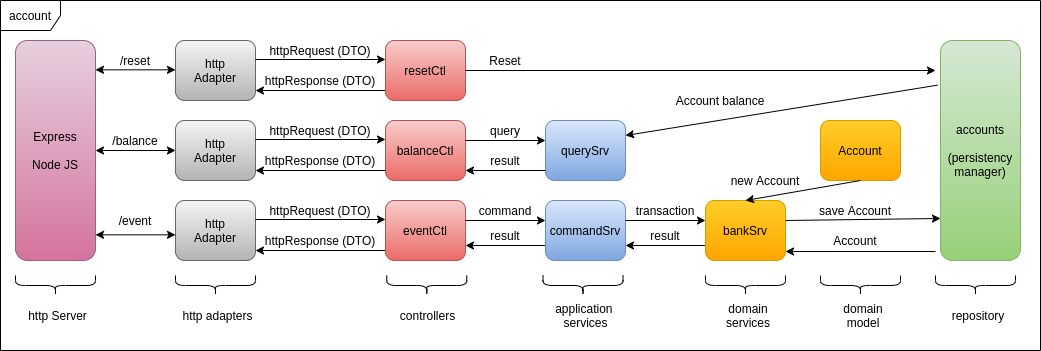 account
Express
Node JS
/reset
/balance
/event
http
Adapter
http
Adapter
http
Adapter
httpRequest (DTO)
httpResponse (DTO)
httpRequest (DTO)
httpResponse (DTO)
httpRequest (DTO)
httpResponse (DTO)
resetCtl
balanceCtl
eventCtl
Reset
Account balance
query
result
command
result
querySrv
commandSrv
transaction
result
new Account
bankSrv
Account
save Account
Account
accounts
(persistency
manager)
http Server
http adapters
controllers
application
services
domain
services
domain
model
repository